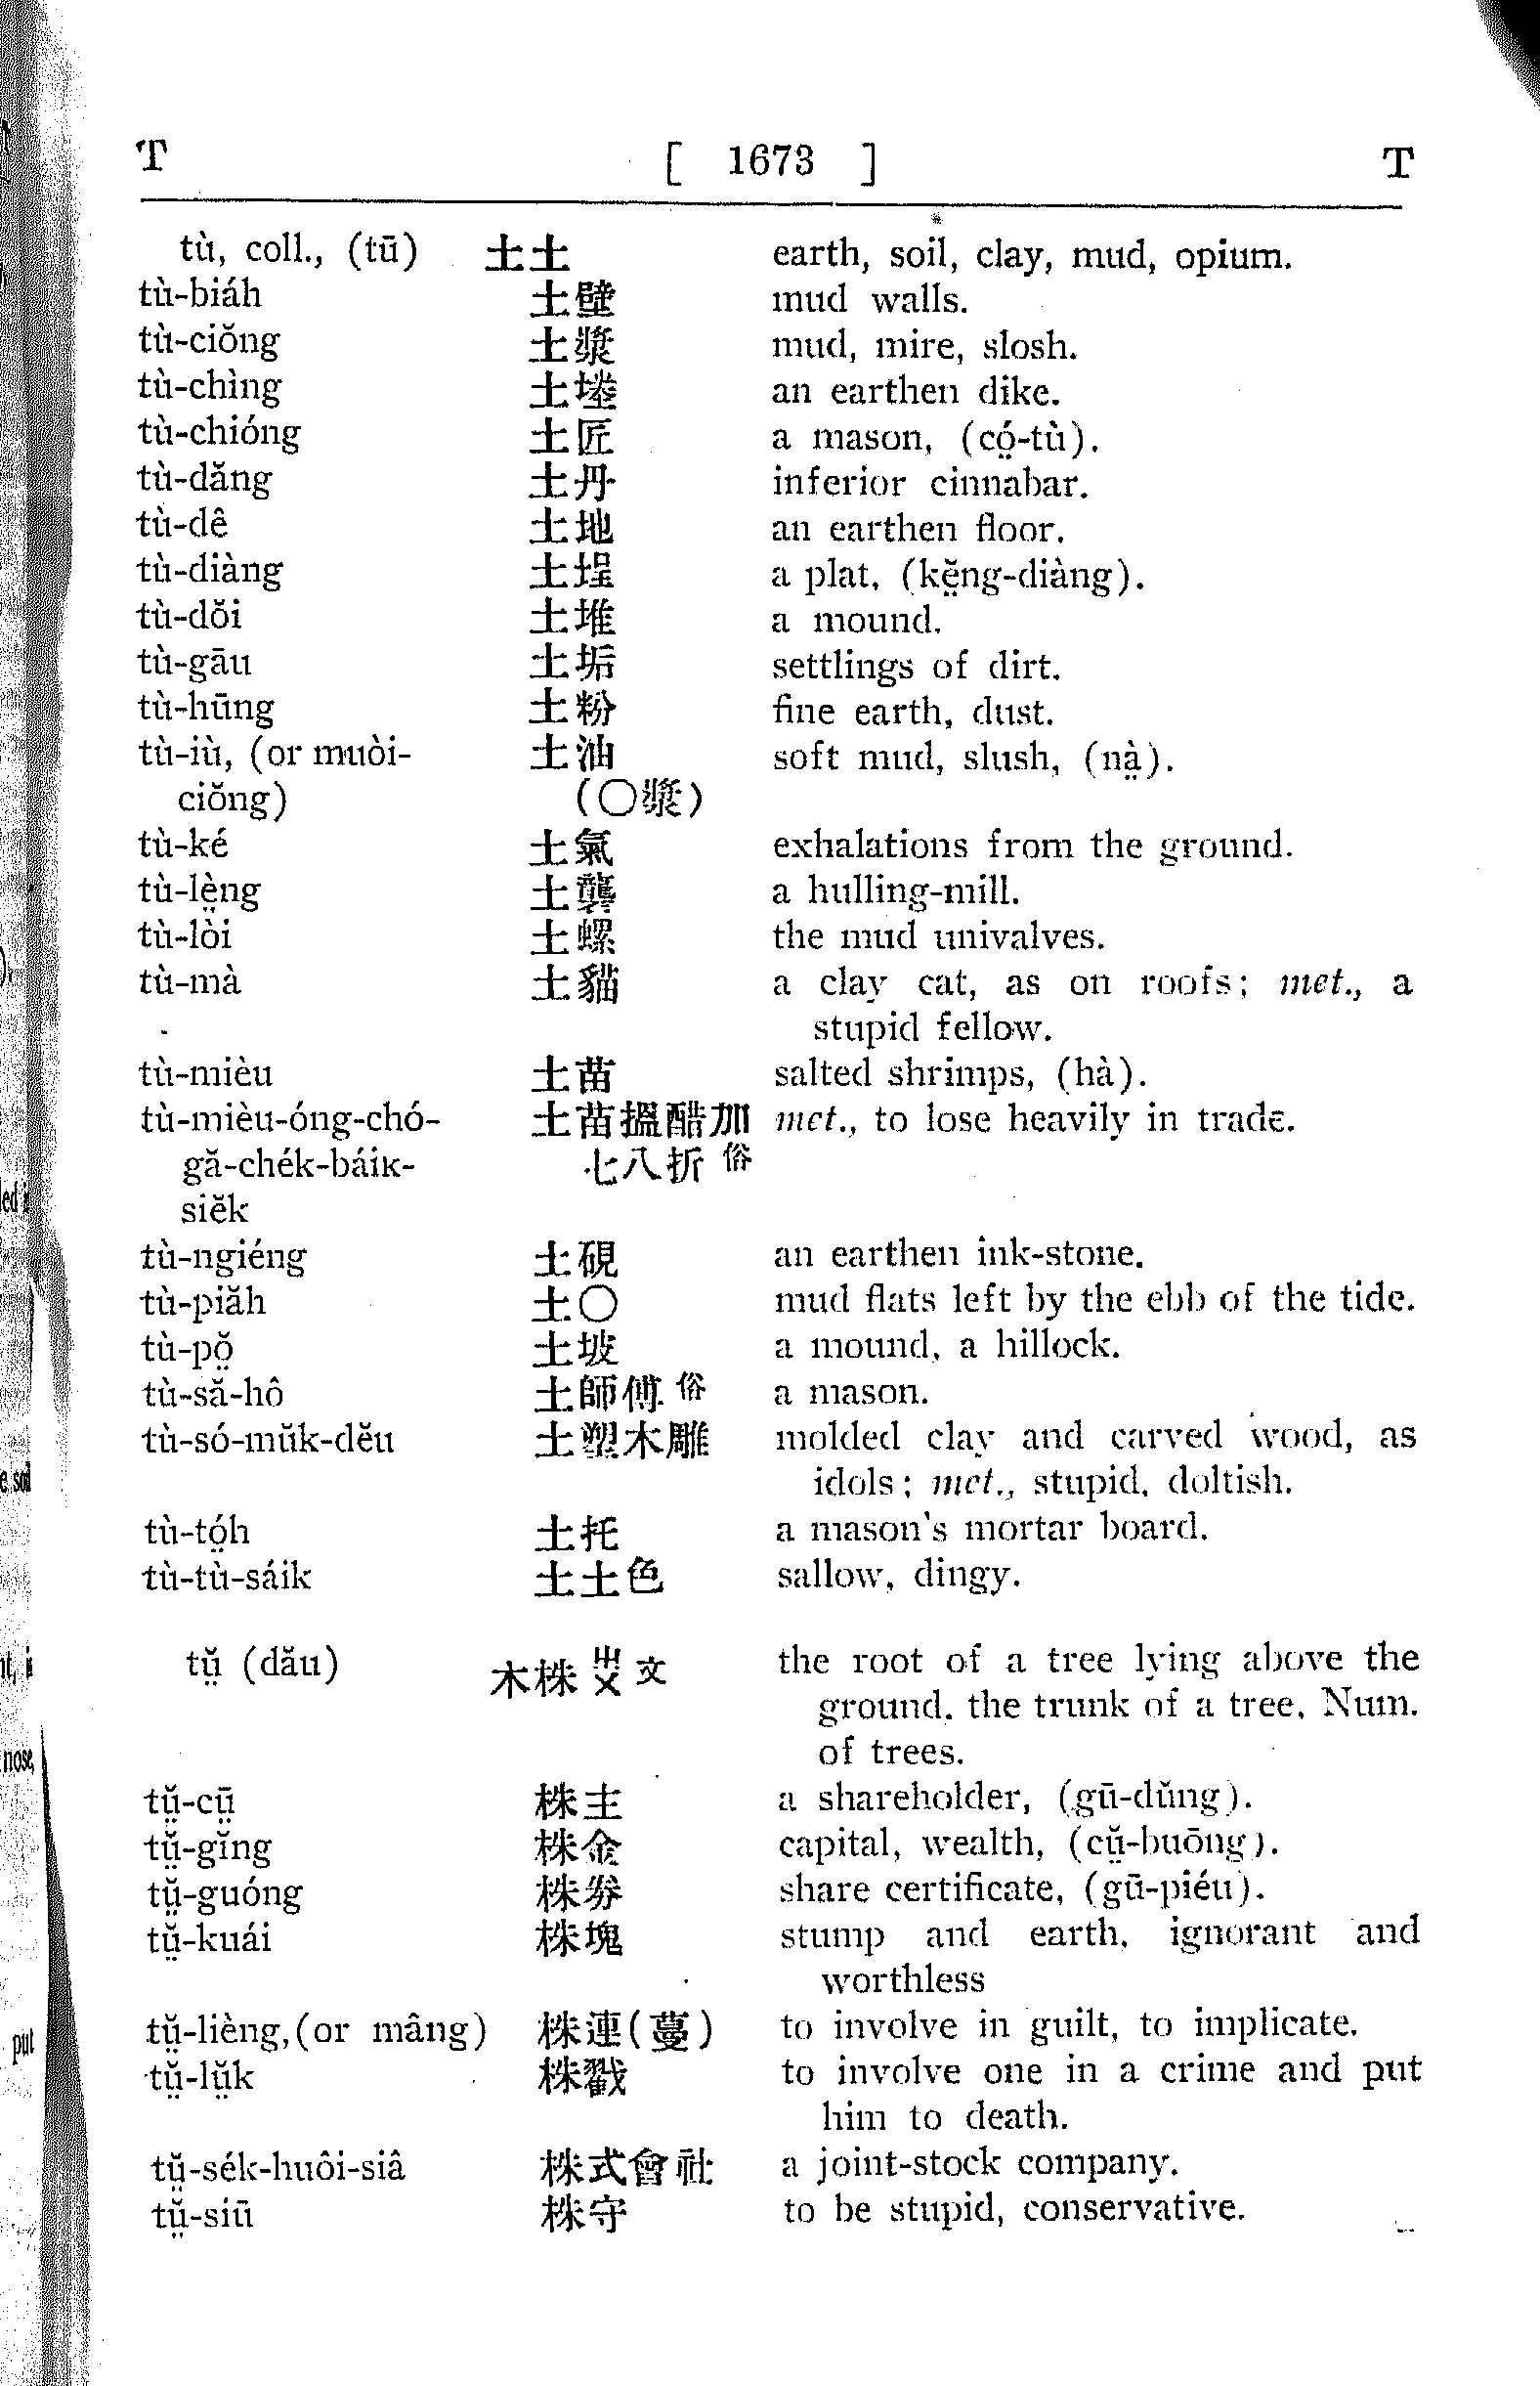 T [ 1673 ] T
tù, coll., (tū) 土土 earth, soil, clay, mud, opium.
tù-biáh 土壁 mud walls.
tù-ciŏng 土漿 mud, mire, slosh.
tù-chìng 土塍 an earthen dike.
tù-chióng 土匠 a mason, (có̤-tù).
tù-dăng 土丹 inferior cinnabar.
tù-dê 土地 an earthen floor.
tù-diàng 土埕 a plat, (kĕ̤ng-diàng).
tù-dŏi 土堆 a mound.
tù-gāu 土垢 settlings of dirt.
tù-hūng 土粉 fine earth, dust.
tù-iù, (or muòi- 土油 soft mud, slush, (nà̤).
ciŏng) (〇漿)
tù-ké 土氣 exhalations from the ground.
tù-lè̤ng 土礱 a hulling-mill.
tù-lòi 土螺 the mud univalves.
tù-mà 土貓 a clay cat, as on roofs; met., a
stupid fellow.
tù-mièu 土苗 salted shrimps, (hà).
tù-mièu-óng-chó- 土苗搵醋加 met., to lose heavily in trade.
gă-chék-báik- 七八折 俗
siĕk
tù-ngiéng 土硯 an earthen ink-stone.
tù-piăh 土〇 mud flats left by the ebb of the tide.
tù-pŏ̤ 土坡 a mound, a hillock.
tù-să-hô 土師傅 俗 a mason.
tù-só-mŭk-dĕu 土塑木雕 molded clay and carved wood, as
idols; met., stupid, doltish.
tù-tó̤h 土托 a mason's mortar board.
tù-tù-sáik 土土色 sallow, dingy.
tṳ̆ (dău) 木株 ㄓㄨ 文 the root of a tree lying above the
ground, the trunk of a tree, Num.
of trees.
tṳ̆-cṳ̄ 株主 a shareholder, (gū-dŭng).
tṳ̆-gĭng 株金 capital, wealth, (cṳ̆-buōng).
tṳ̆-guóng 株券 share certificate, (gū-piéu).
tṳ̆-kuái 株塊 stump and earth, ignorant and
worthless
tṳ̆-lièng,(or mâng) 株連(蔓) to involve in guilt, to implicate.
tṳ̆-lṳ̆k 株戮 to involve one in a crime and put
him to death.
tṳ̆-sék-huôi-siâ 株式會社 a joint-stock company.
tṳ̆-siū 株守 to be stupid, conservative.